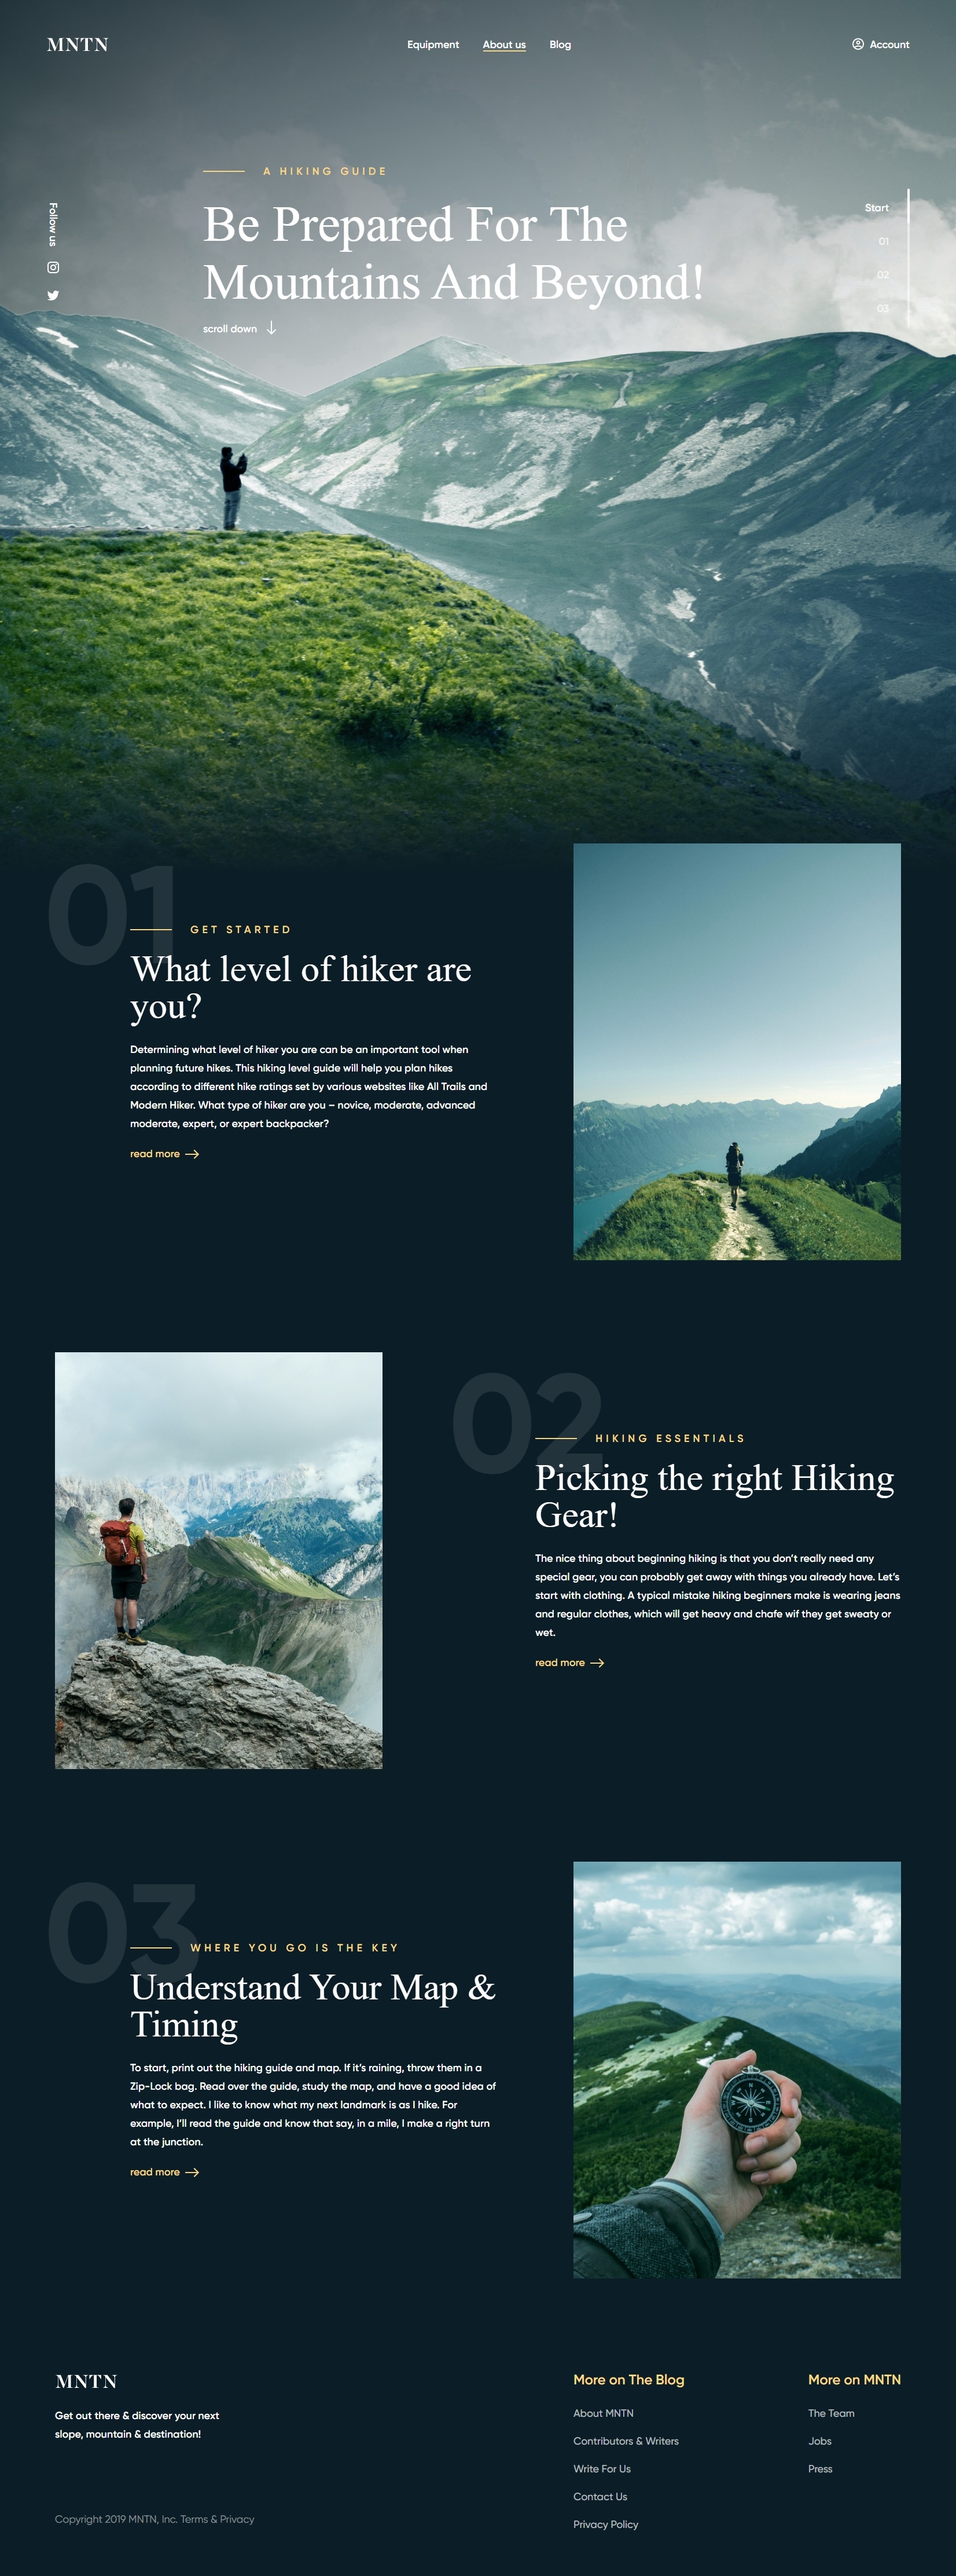 MNTN
Equipment
About us
Blog
Account
A HIKING GUIDE
Be Prepared For The
Mountains And Beyond!
scroll down
Follow us
Start
01
02
03
01
GET STARTED
What level of hiker are
you?
Determining what level of hiker you are can be an important tool when
planning future hikes. This hiking level guide will help you plan hikes
according to different hike ratings set by various websites like All Trails and
Modern Hiker. What type of hiker are you – novice, moderate, advanced
moderate, expert, or expert backpacker?
read more
02
HIKING ESSENTIALS
Picking the right Hiking
Gear!
The nice thing about beginning hiking is that you don’t really need any
special gear, you can probably get away with things you already have. Let’s
start with clothing. A typical mistake hiking beginners make is wearing jeans
and regular clothes, which will get heavy and chafe wif they get sweaty or
wet.
read more
03
WHERE YOU GO IS THE KEY
Understand Your Map &
Timing
To start, print out the hiking guide and map. If it’s raining, throw them in a
Zip-Lock bag. Read over the guide, study the map, and have a good idea of
what to expect. I like to know what my next landmark is as I hike. For
example, I’ll read the guide and know that say, in a mile, I make a right turn
at the junction.
read more
MNTN
Get out there & discover your next
slope, mountain & destination!
Copyright 2019 MNTN, Inc. Terms & Privacy
More on The Blog
About MNTN
Contributors & Writers
Write For Us
Contact Us
Privacy Policy
More on MNTN
The Team
Jobs
Press